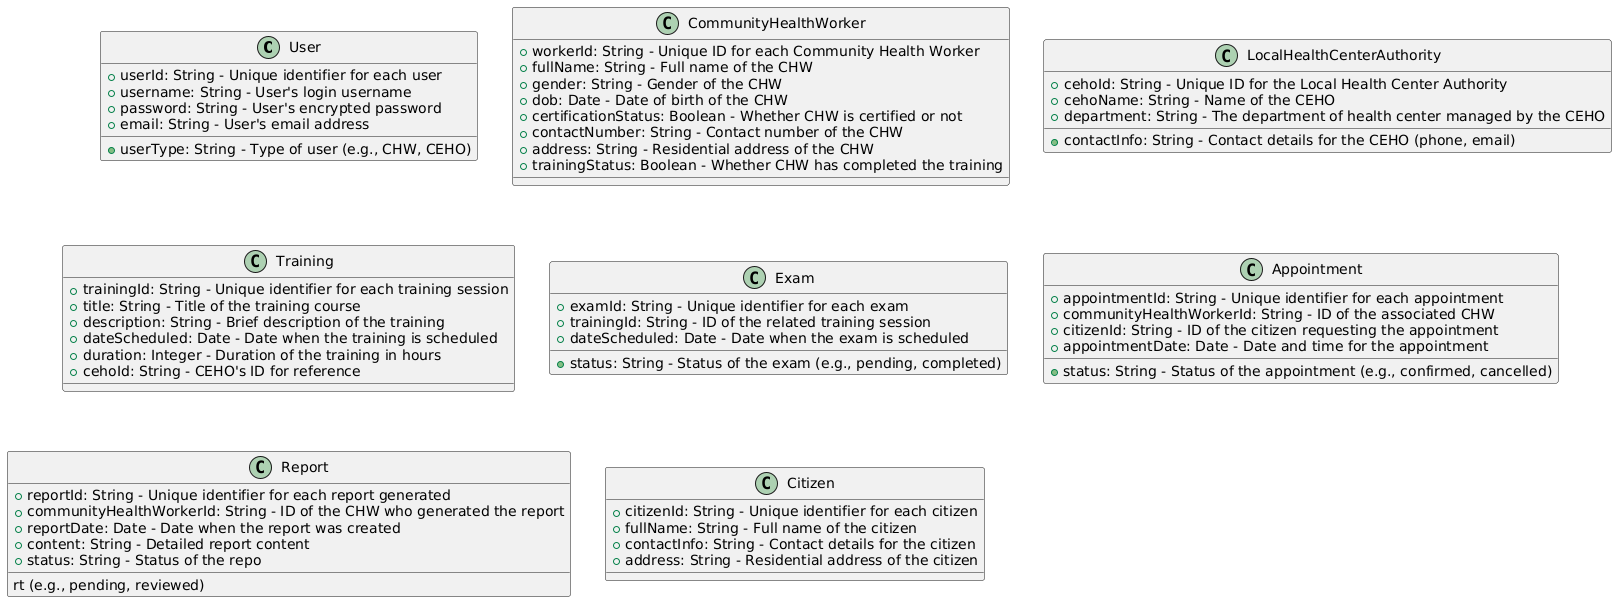 C User
userId: String - Unique identifier for each user
username: String - User's login username
password: String - User's encrypted password
email: String - User's email address
userType: String - Type of user (e.g., CHW, CEHO)
C CommunityHealthWorker
workerId: String - Unique ID for each Community Health Worker
fullName: String - Full name of the CHW
gender: String - Gender of the CHW
dob: Date - Date of birth of the CHW
certificationStatus: Boolean - Whether CHW is certified or not
contactNumber: String - Contact number of the CHW
address: String - Residential address of the CHW
trainingStatus: Boolean - Whether CHW has completed the training
C LocalHealthCenterAuthority
cehoId: String - Unique ID for the Local Health Center Authority
cehoName: String - Name of the CEHO
department: String - The department of health center managed by the CEHO
contactInfo: String - Contact details for the CEHO (phone, email)
C Training
trainingId: String - Unique identifier for each training session
title: String - Title of the training course
description: String - Brief description of the training
dateScheduled: Date - Date when the training is scheduled
duration: Integer - Duration of the training in hours
cehoId: String - CEHO's ID for reference
C Exam
examId: String - Unique identifier for each exam
trainingId: String - ID of the related training session
dateScheduled: Date - Date when the exam is scheduled
status: String - Status of the exam (e.g., pending, completed)
C Appointment
appointmentId: String - Unique identifier for each appointment
communityHealthWorkerId: String - ID of the associated CHW
citizenId: String - ID of the citizen requesting the appointment
appointmentDate: Date - Date and time for the appointment
status: String - Status of the appointment (e.g., confirmed, cancelled)
C Report
reportId: String - Unique identifier for each report generated
communityHealthWorkerId: String - ID of the CHW who generated the report
reportDate: Date - Date when the report was created
content: String - Detailed report content
status: String - Status of the repo
rt (e.g., pending, reviewed)
C Citizen
citizenId: String - Unique identifier for each citizen
fullName: String - Full name of the citizen
contactInfo: String - Contact details for the citizen
address: String - Residential address of the citizen